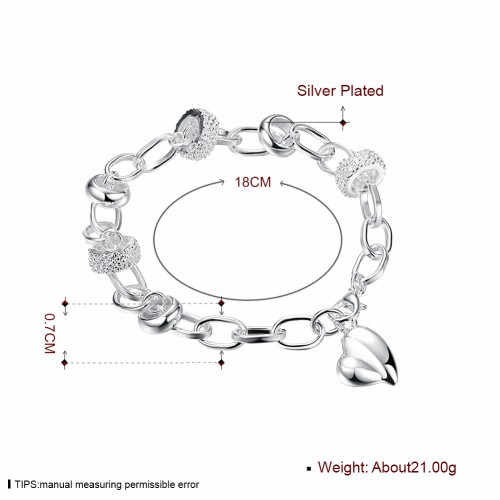 Silver Plated
18CM
0.7CM
Weight: About21.00g
TIPS:manual measuring permissible error